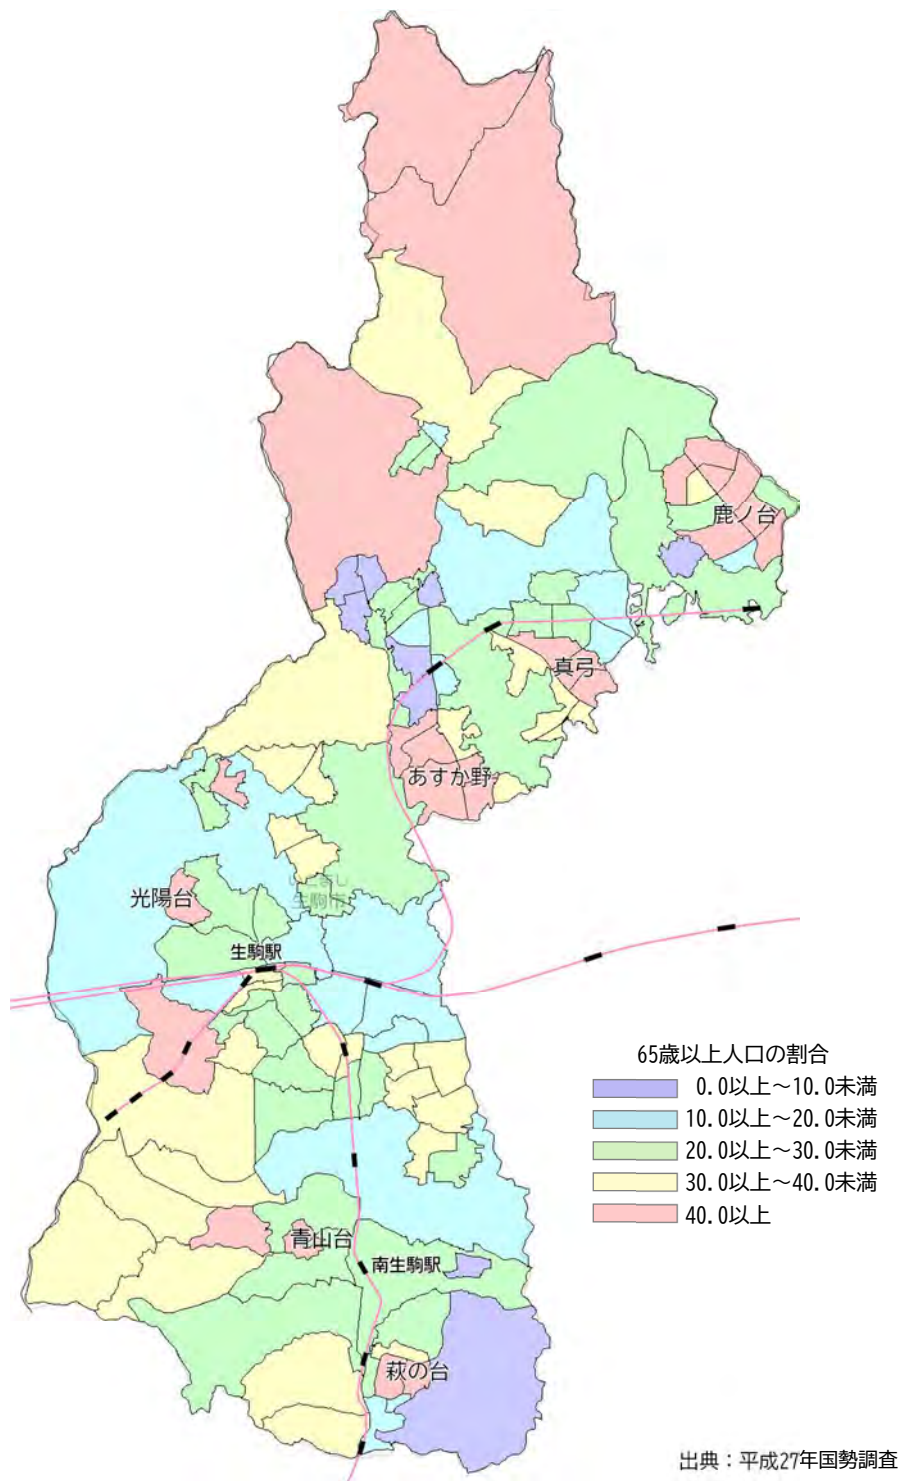 鹿ノ台
真弓
あすか野
光陽台
生駒市
生駒駅
65歳以上人口の割合
0.0以上～10.0未満
10.0以上～20.0未満
20.0以上～30.0未満
30.0以上～40.0未満
40.0以上
青山台
南生駒駅
萩の台
出典：平成27年国勢調査